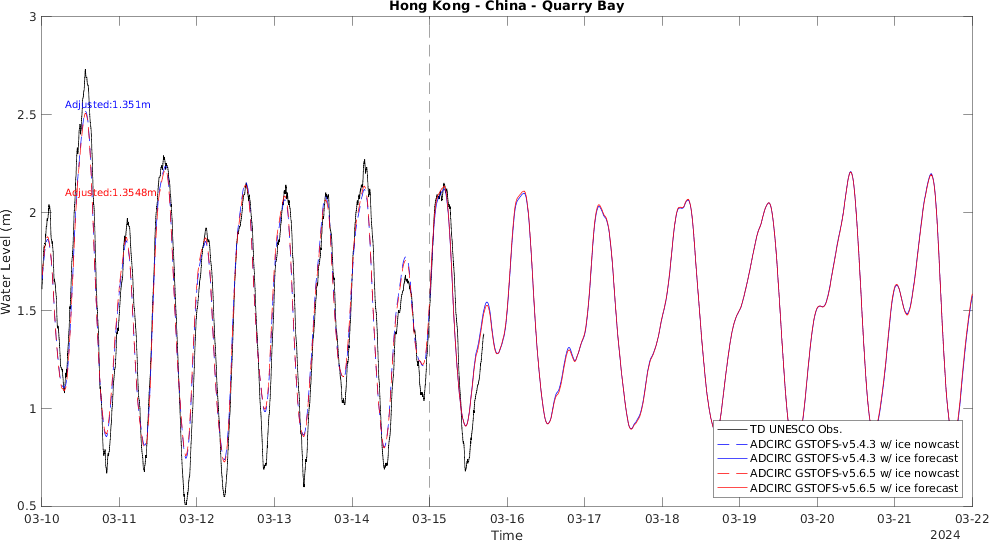 Hong Kong - China - Quarry Bay
3
2.5
2
1.5
1
0.5
Water Level (m)
Adjusted:1.351m
Adjusted:1.3548m
TD UNESCO Obs.
ADCIRC GSTOFS-v5.4.3 w/ ice nowcast
ADCIRC GSTOFS-v5.4.3 w/ ice forecast
ADCIRC GSTOFS-v5.6.5 w/ ice nowcast
ADCIRC GSTOFS-v5.6.5 w/ ice forecast
03-10 03-11 03-12 03-13 03-14 03-15 03-16 03-17 03-18 03-19 03-20 03-21 03-22
Time
2024